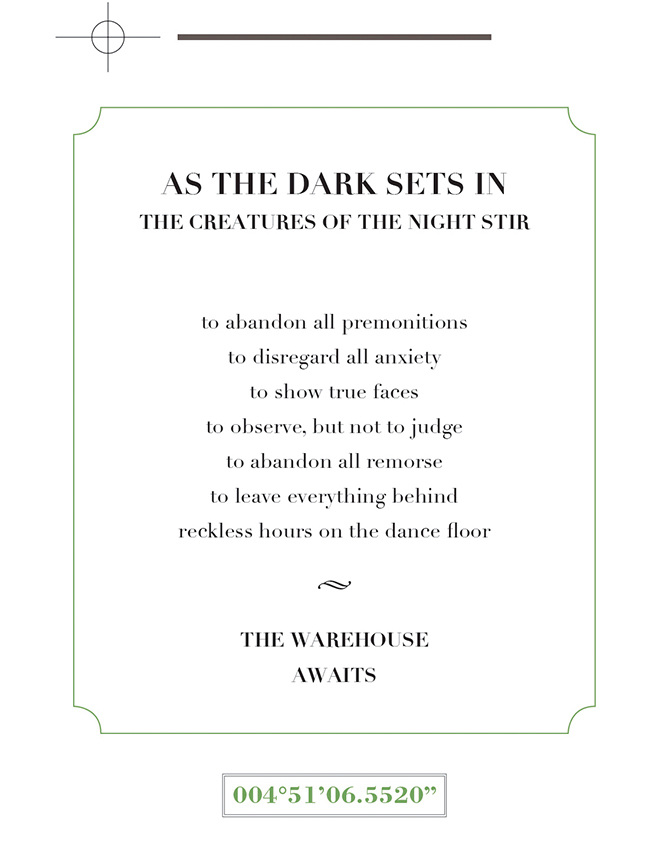 AS THE DARK SETS IN
THE CREATURES OF THE NIGHT STIR
to abandon all premonitions
to disregard all anxiety
to show true faces
to observe, but not to judge
to abandon all remorse
to leave everything behind
reckless hours on the dance floor
THE WAREHOUSE
AWAITS
004°51’06.5520”